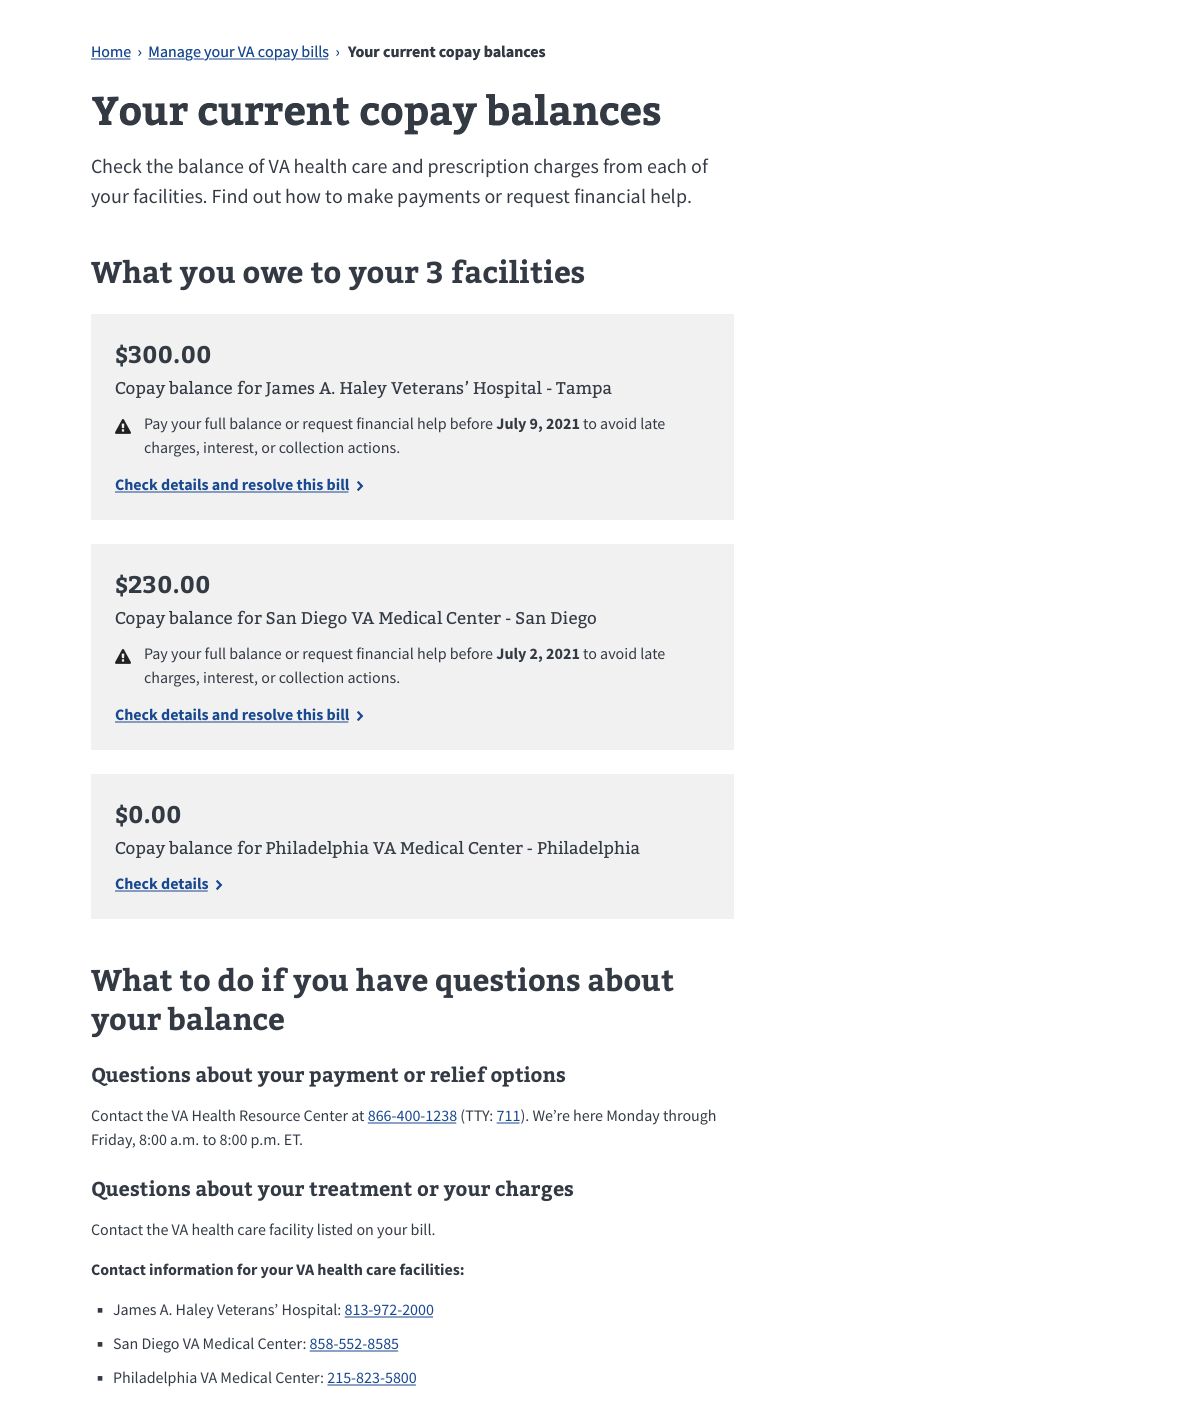 Home › Manage your VA copay bills › Your current copay balances
Your current copay balances
Check the balance of VA health care and prescription charges from each of
your facilities. Find out how to make payments or request financial help.
What you owe to your 3 facilities
$300.00
Copay balance for James A. Haley Veterans’ Hospital - Tampa
Pay your full balance or request financial help before July 9, 2021 to avoid late
charges, interest, or collection actions.
Check details and resolve this bill
$230.00
Copay balance for San Diego VA Medical Center - San Diego
Pay your full balance or request financial help before July 2, 2021 to avoid late
charges, interest, or collection actions.
Check details and resolve this bill
$0.00
Copay balance for Philadelphia VA Medical Center - Philadelphia
Check details
What to do if you have questions about
your balance
Questions about your payment or relief options
Contact the VA Health Resource Center at 866-400-1238 (TTY: 711). We’re here Monday through
Friday, 8:00 a.m. to 8:00 p.m. ET.
Questions about your treatment or your charges
Contact the VA health care facility listed on your bill.
Contact information for your VA health care facilities:
▪ James A. Haley Veterans’ Hospital: 813-972-2000
▪ San Diego VA Medical Center: 858-552-8585
▪ Philadelphia VA Medical Center: 215-823-5800